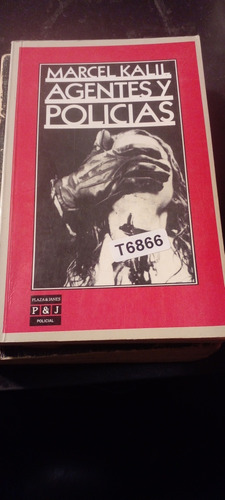 MARCEL KALIL
AGENTES Y
POLICIAS
T6866
PLAZA & JANES
P & J
POLICIAL